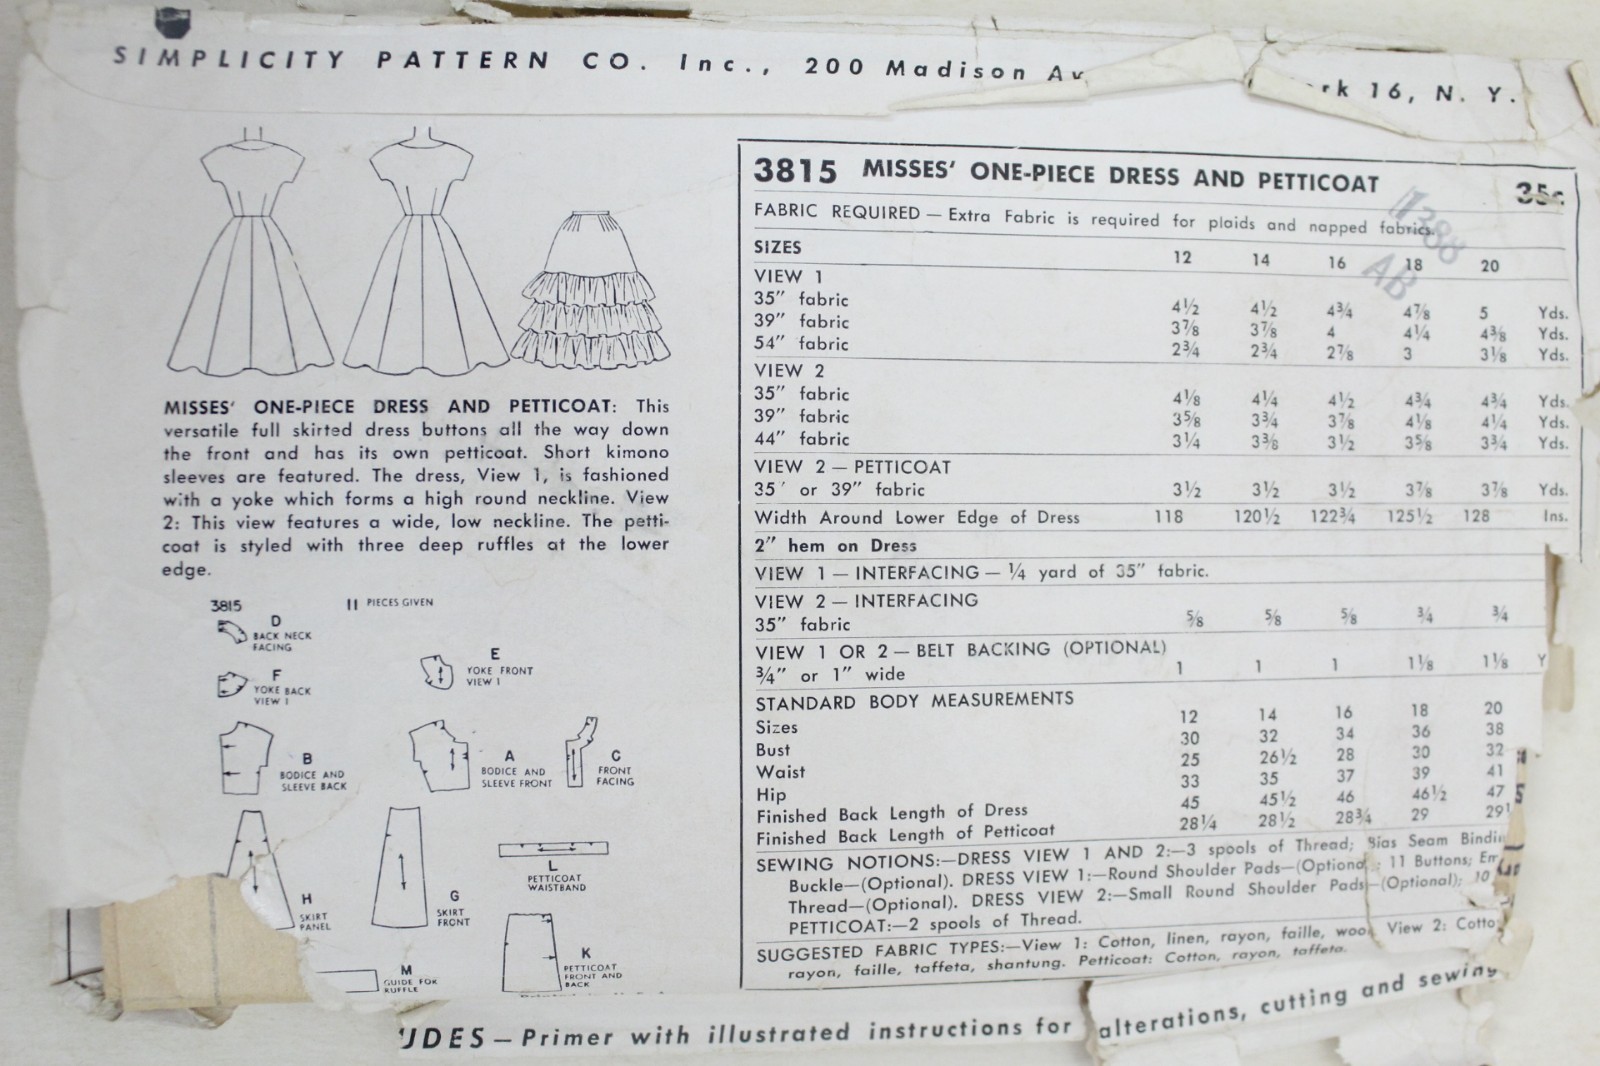 SIMPLICITY PATTERN CO. Inc., 200 Madison Av rk 16, N. Y.
3815 MISSES' ONE-PIECE DRESS AND PETTICOAT 35c
1388
AB
FABRIC REQUIRED — Extra Fabric is required for plaids and napped fabrics.
SIZES 12 14 16 18 20
VIEW 1
35" fabric 4½ 4½ 4¾ 4⅞ 5 Yds.
39" fabric 3⅞ 3⅞ 4 4¼ 4⅜ Yds.
54" fabric 2¾ 2¾ 2⅞ 3 3⅛ Yds.
VIEW 2
35" fabric 4⅛ 4¼ 4½ 4¾ 4¾ Yds.
39" fabric 3⅝ 3¾ 3⅞ 4⅛ 4¼ Yds.
44" fabric 3¼ 3⅜ 3½ 3⅝ 3¾ Yds.
VIEW 2 — PETTICOAT
35' or 39" fabric 3½ 3½ 3½ 3⅞ 3⅞ Yds.
Width Around Lower Edge of Dress 118 120½ 122¾ 125½ 128 Ins.
2" hem on Dress
VIEW 1 — INTERFACING — ¼ yard of 35" fabric.
VIEW 2 — INTERFACING
35" fabric ⅝ ⅝ ⅝ ¾ ¾
VIEW 1 OR 2 — BELT BACKING (OPTIONAL)
¾" or 1" wide 1 1 1 1⅛ 1⅛ Y
STANDARD BODY MEASUREMENTS
Sizes 12 14 16 18 20
Bust 30 32 34 36 38
Waist 25 26½ 28 30 32
Hip 33 35 37 39 41
Finished Back Length of Dress 45 45½ 46 46½ 47
Finished Back Length of Petticoat 28¼ 28½ 28¾ 29 29
SEWING NOTIONS:—DRESS VIEW 1 AND 2:—3 spools of Thread; Bias Seam Bindi
Buckle—(Optional). DRESS VIEW 1:—Round Shoulder Pads—(Optional 11 Buttons; Em
Thread—(Optional). DRESS VIEW 2:—Small Round Shoulder Pads—(Optional); 10
PETTICOAT:—2 spools of Thread.
SUGGESTED FABRIC TYPES:—View 1: Cotton, linen, rayon, faille, woo View 2: Cotto
rayon, faille, taffeta, shantung. Petticoat: Cotton, rayon, taffeta.
MISSES' ONE-PIECE DRESS AND PETTICOAT: This
versatile full skirted dress buttons all the way down
the front and has its own petticoat. Short kimono
sleeves are featured. The dress, View 1, is fashioned
with a yoke which forms a high round neckline. View
2: This view features a wide, low neckline. The petti-
coat is styled with three deep ruffles at the lower
edge.
3815 11 PIECES GIVEN
D
BACK NECK
FACING
E
YOKE FRONT
VIEW 1
F
YOKE BACK
VIEW 1
B
BODICE AND
SLEEVE BACK
A
BODICE AND
SLEEVE FRONT
C
FRONT
FACING
H
SKIRT
PANEL
G
SKIRT
FRONT
L
PETTICOAT
WAISTBAND
K
PETTICOAT
FRONT AND
BACK
M
GUIDE FOR
RUFFLE
UDES — Primer with illustrated instructions for alterations, cutting and sewing